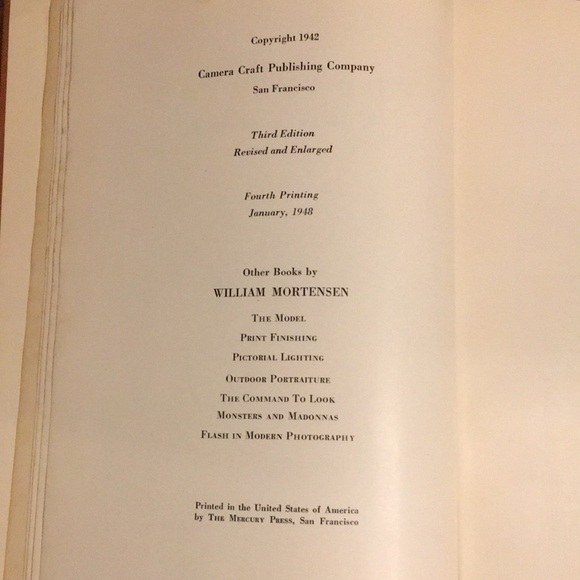 Copyright 1942
Camera Craft Publishing Company
San Francisco
Third Edition
Revised and Enlarged
Fourth Printing
January, 1948
Other Books by
WILLIAM MORTENSEN
The Model
Print Finishing
Pictorial Lighting
Outdoor Portraiture
The Command To Look
Monsters and Madonnas
Flash in Modern Photography
Printed in the United States of America
by The Mercury Press, San Francisco